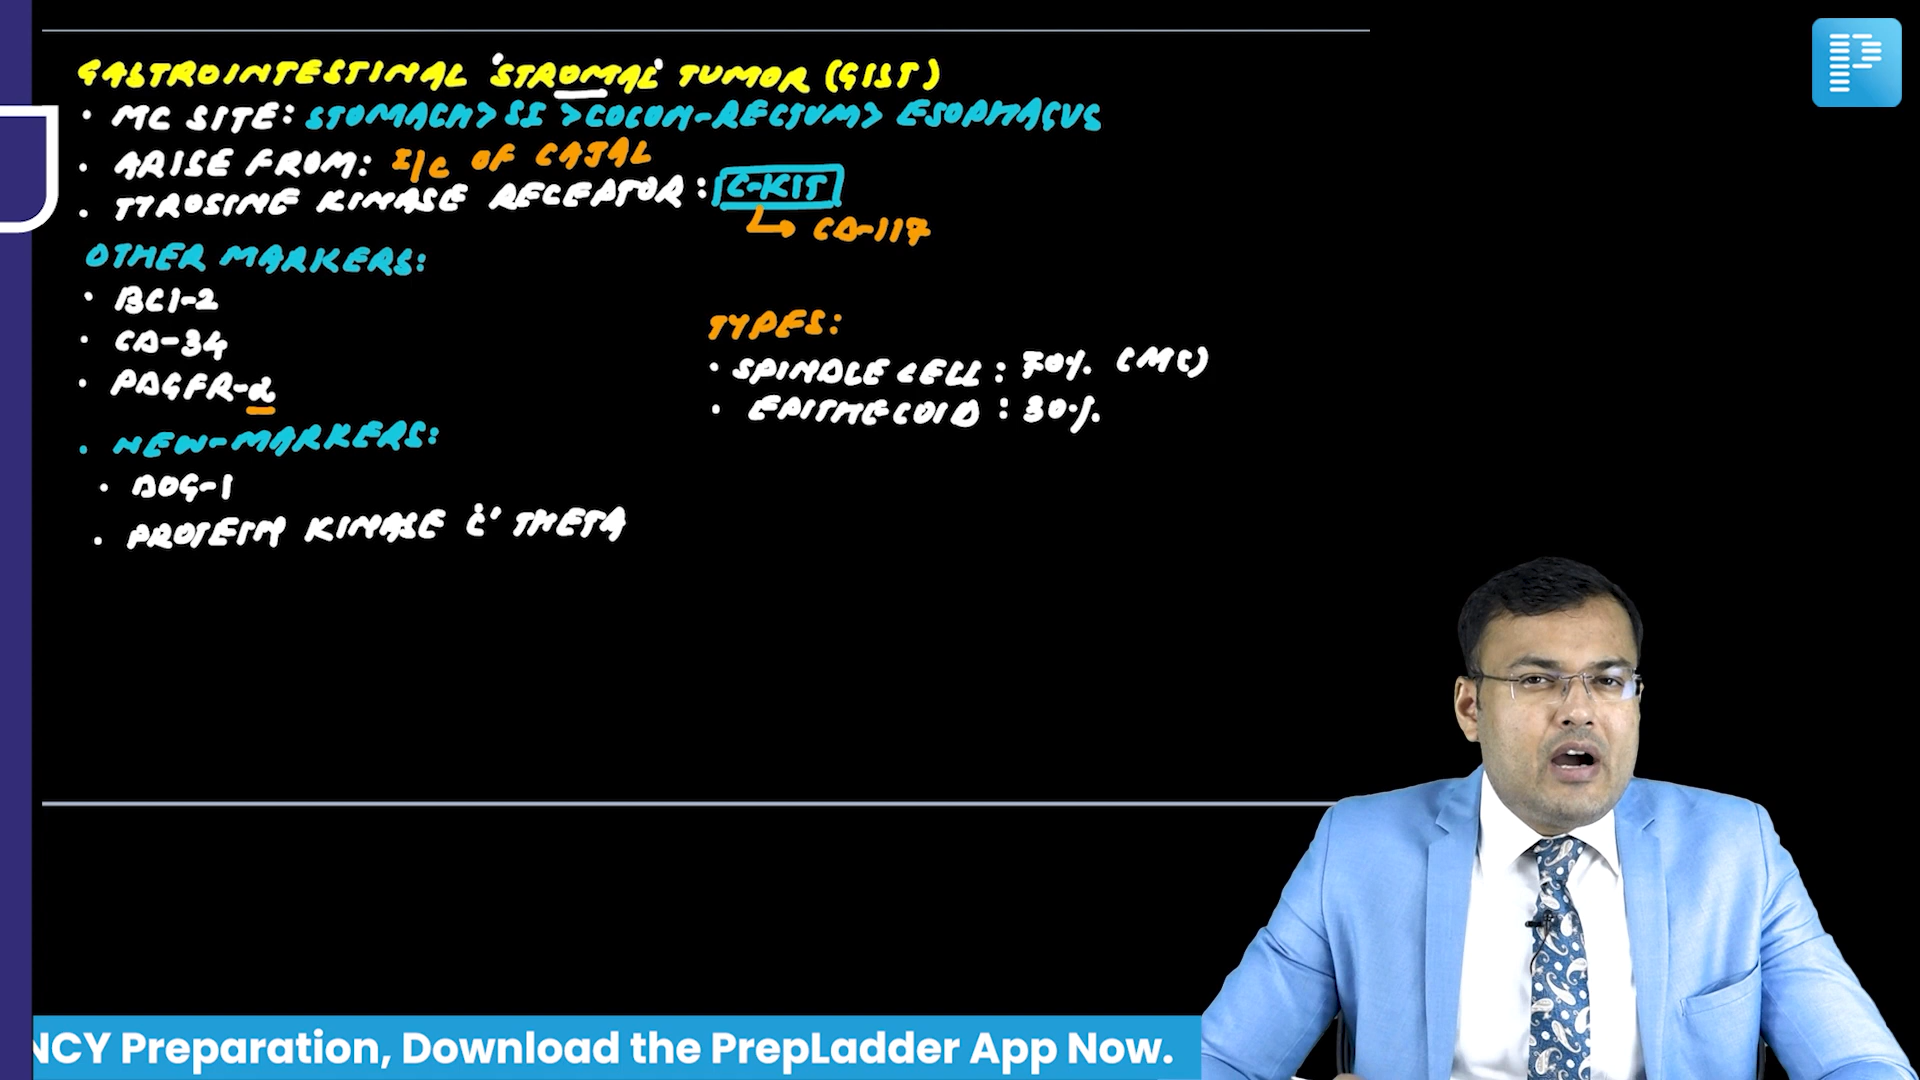 GASTROINTESTINAL 'STROMAL' TUMOR (GIST)
• MC SITE: STOMACH > SI > COLON-RECTUM > ESOPHAGUS
• ARISE FROM: I/C OF CAJAL
• TYROSINE KINASE RECEPTOR: C-KIT
↳ CD-117
OTHER MARKERS:
• BCl-2
• CD-34
• PDGFR-α
• NEW-MARKERS:
• DOG-1
• PROTEIN KINASE 'C' THETA
TYPES:
• SPINDLE CELL: 70% (MC)
• EPITHELOID: 30%
NCY Preparation, Download the PrepLadder App Now.